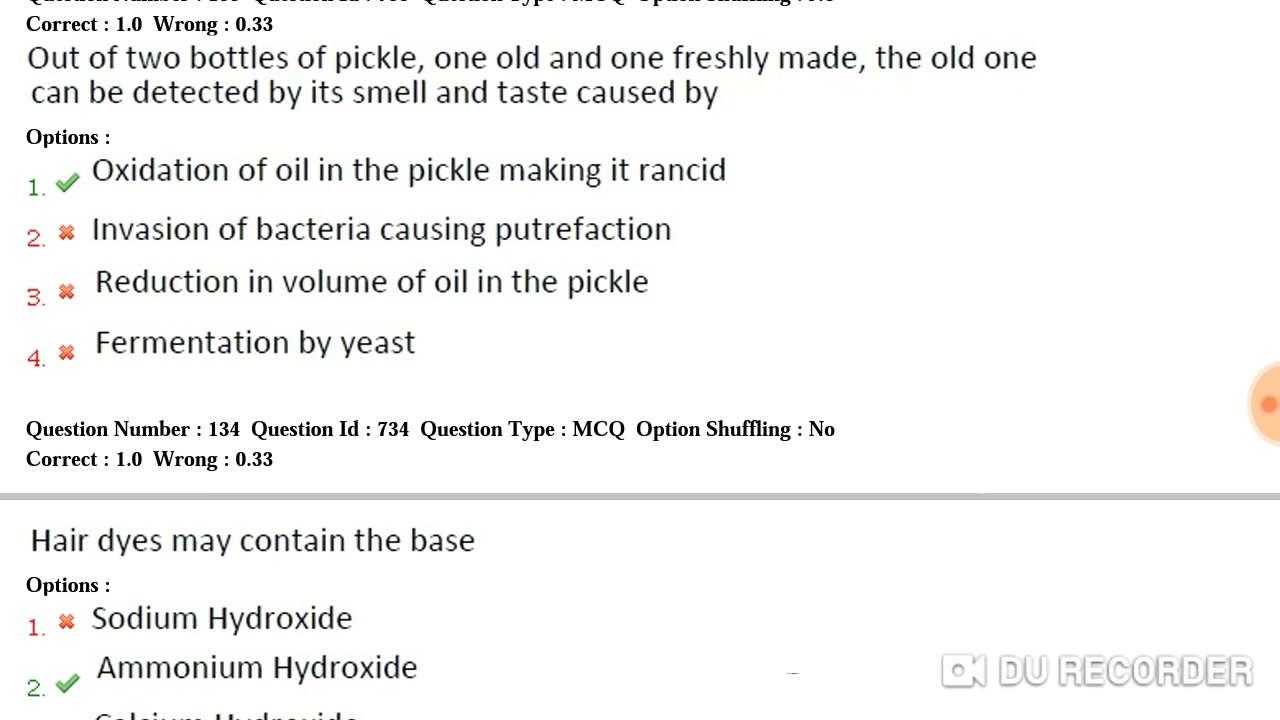 Correct : 1.0 Wrong : 0.33
Out of two bottles of pickle, one old and one freshly made, the old one
can be detected by its smell and taste caused by
Options :
1. Oxidation of oil in the pickle making it rancid
2. Invasion of bacteria causing putrefaction
3. Reduction in volume of oil in the pickle
4. Fermentation by yeast
Question Number : 134 Question Id : 734 Question Type : MCQ Option Shuffling : No
Correct : 1.0 Wrong : 0.33
Hair dyes may contain the base
Options :
1. Sodium Hydroxide
2. Ammonium Hydroxide
DU RECORDER